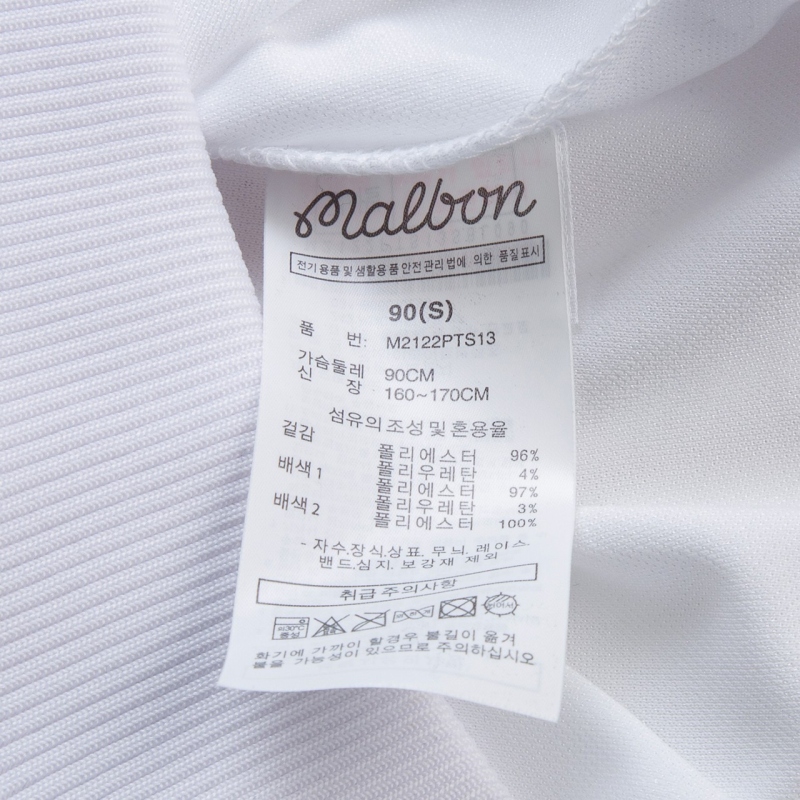 malbon
전기용품 및 생활용품 안전관리법에 의한 품질표시
90(S)
품 번: M2122PTS13
가슴둘레 90CM
신 장 160~170CM
섬유의 조성 및 혼용율
겉감 폴리에스터 96%
폴리우레탄 4%
배색 1 폴리에스터 97%
폴리우레탄 3%
배색 2 폴리에스터 100%
- 자수.장식.상표. 무늬. 레이스
밴드.심지. 보강재 제외
취급 주의사항
화기에 가까이 할경우 불길이 옮겨
붙을 가능성이 있으므로 주의하십시오